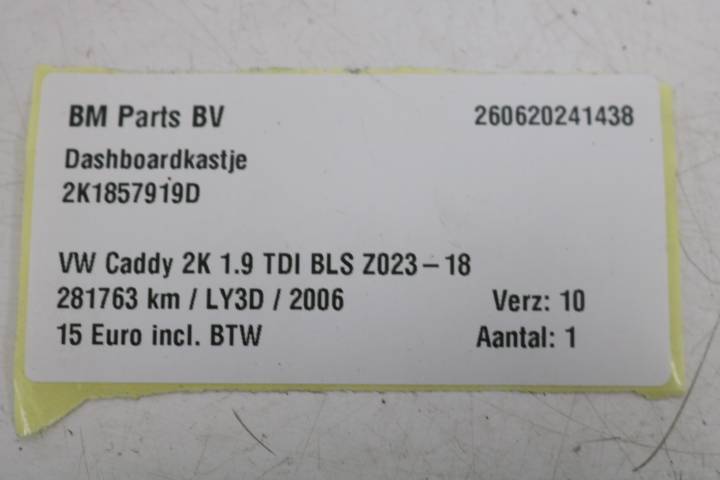 BM Parts BV 260620241438
Dashboardkastje
2K1857919D
VW Caddy 2K 1.9 TDI BLS Z023-18
281763 km / LY3D / 2006 Verz: 10
15 Euro incl. BTW Aantal: 1